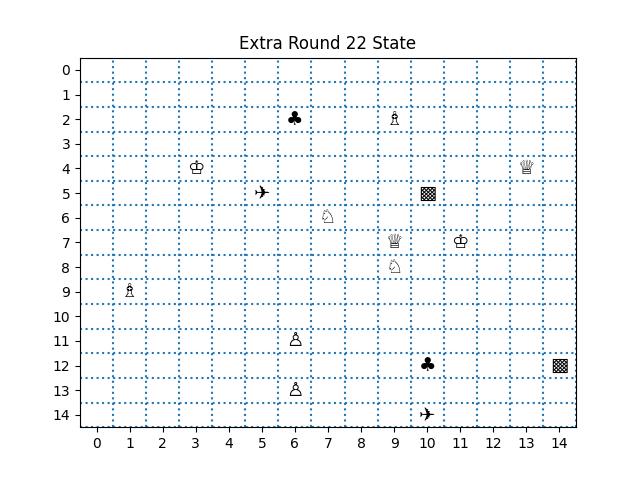 Extra Round 22 State
0
1
2 ♣ ♗
3
4 ♔ ♕
5 ✈ ▩
6 ♘
7 ♕ ♔
8 ♘
9 ♗
10
11 ♙
12 ♣ ▩
13 ♙
14 ✈
0 1 2 3 4 5 6 7 8 9 10 11 12 13 14